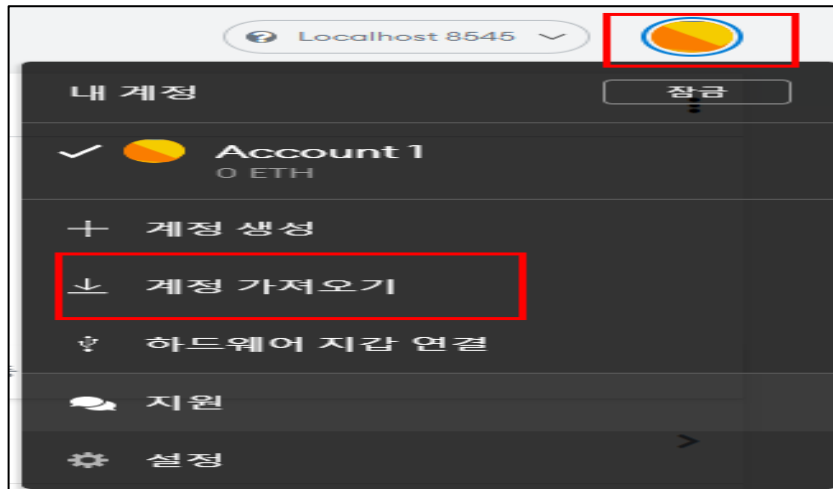 Localhost 8545
내 계정
잠금
Account 1
0 ETH
계정 생성
계정 가져오기
하드웨어 지갑 연결
지원
설정